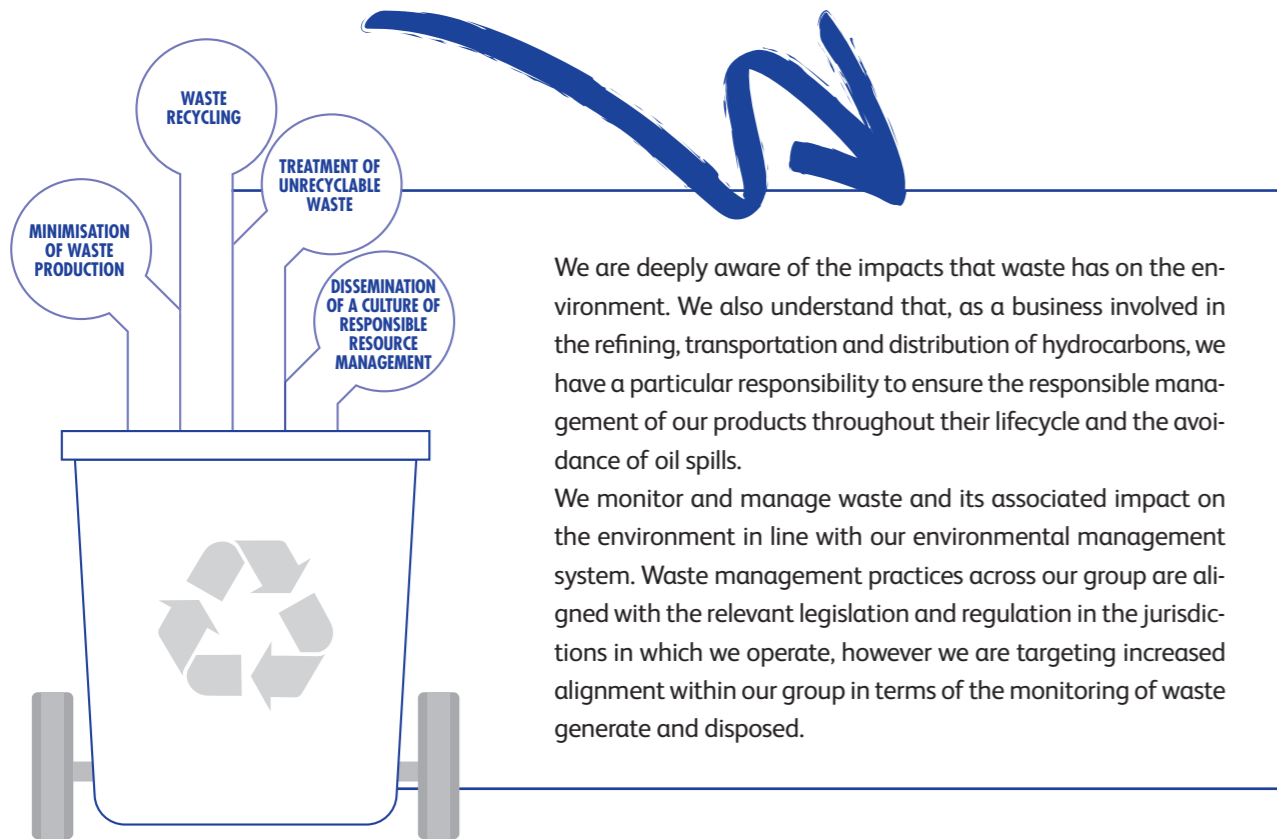 WASTE
RECYCLING
TREATMENT OF
UNRECYCLABLE
WASTE
MINIMISATION
OF WASTE
PRODUCTION
DISSEMINATION
OF A CULTURE OF
RESPONSIBLE
RESOURCE
MANAGEMENT
We are deeply aware of the impacts that waste has on the en-
vironment. We also understand that, as a business involved in
the refining, transportation and distribution of hydrocarbons, we
have a particular responsibility to ensure the responsible mana-
gement of our products throughout their lifecycle and the avoi-
dance of oil spills.
We monitor and manage waste and its associated impact on
the environment in line with our environmental management
system. Waste management practices across our group are ali-
gned with the relevant legislation and regulation in the jurisdic-
tions in which we operate, however we are targeting increased
alignment within our group in terms of the monitoring of waste
generate and disposed.